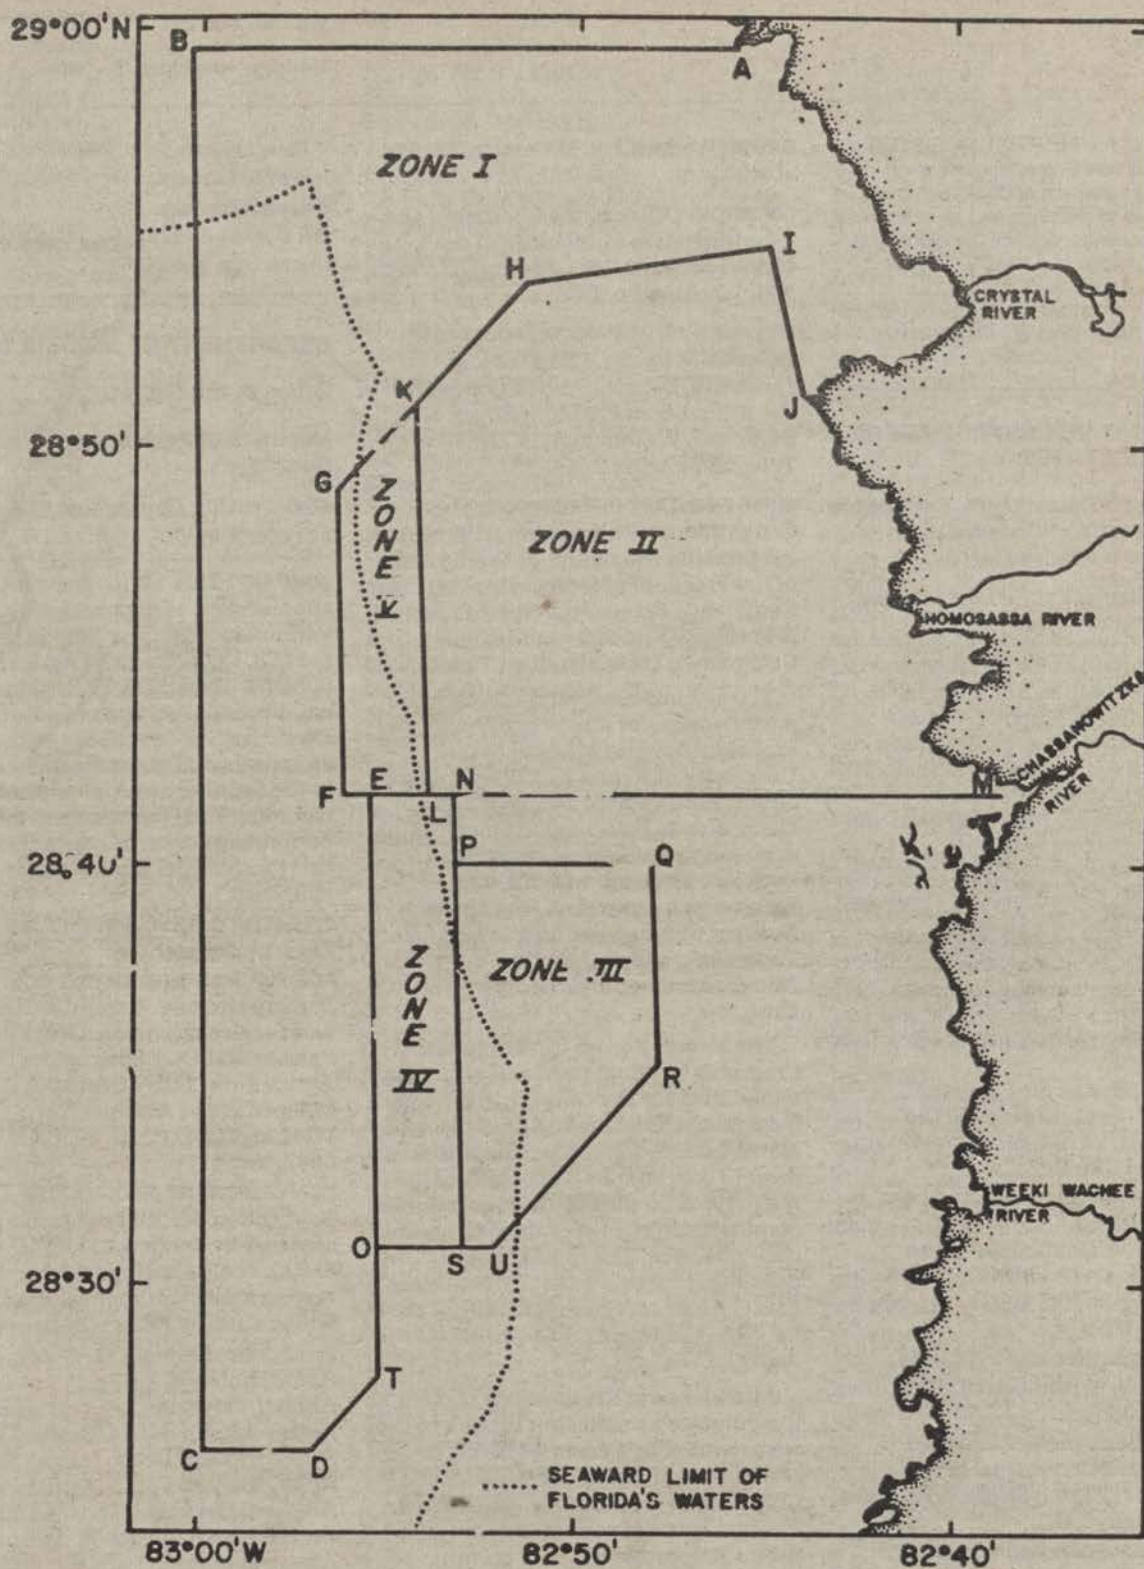 29°00'N
B
A
ZONE I
H
I
CRYSTAL
RIVER
K
J
28°50'
G
ZONE V
ZONE II
HOMOSASSA RIVER
CHASSAHOWITZKA
RIVER
F
E
N
M
L
P
Q
28°40'
ZONE IV
ZONE III
R
WEEKI WACHEE
RIVER
O
S
U
28°30'
T
C
D
SEAWARD LIMIT OF
FLORIDA'S WATERS
83°00'W
82°50'
82°40'